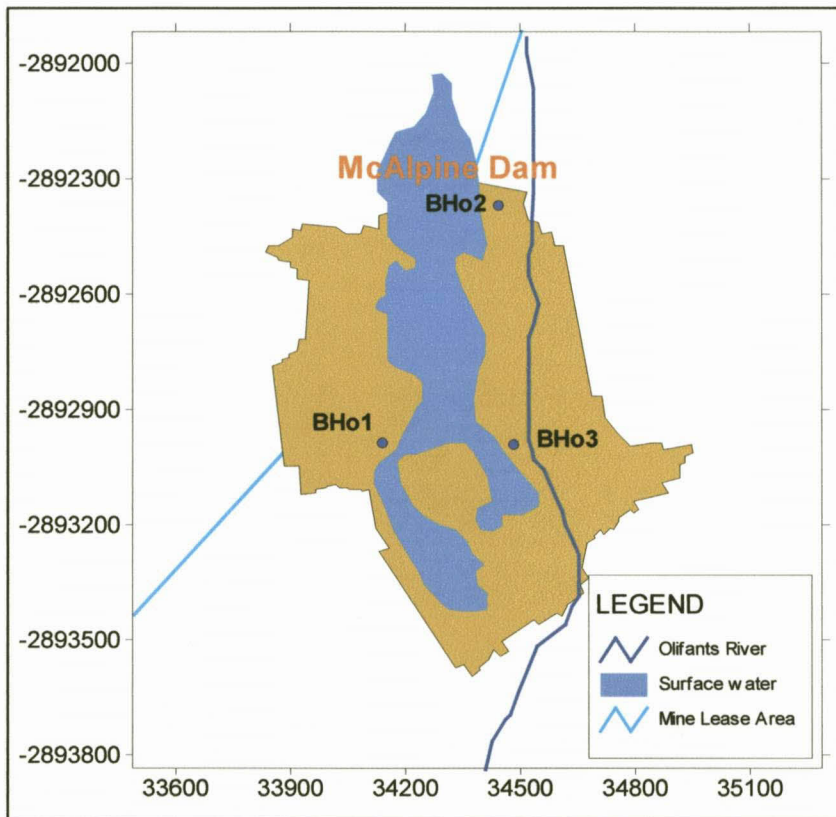 -2892000
McAlpine Dam
-2892300
BHo2
-2892600
-2892900
BHo1
BHo3
-2893200
-2893500
-2893800
LEGEND
Olifants River
Surface water
Mine Lease Area
33600 33900 34200 34500 34800 35100